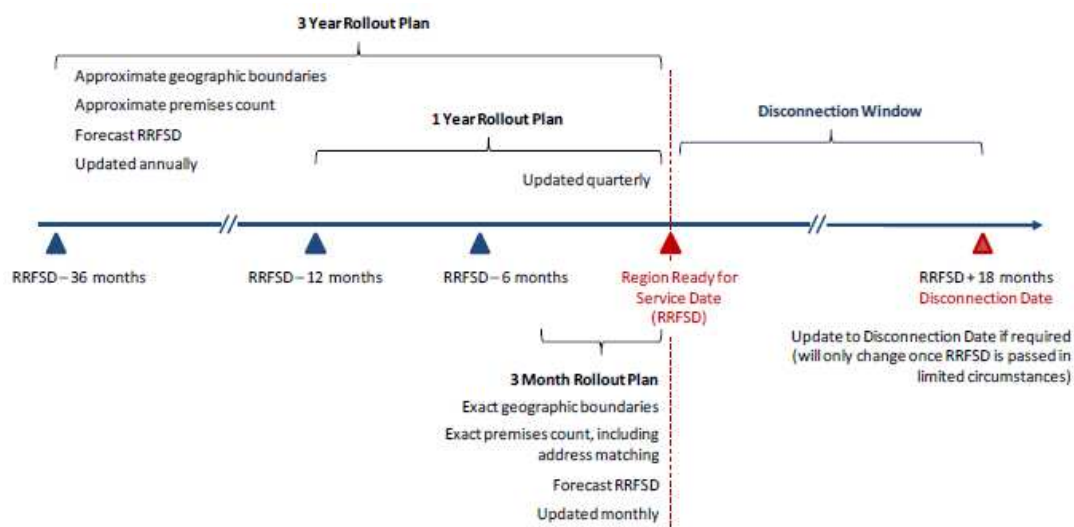 3 Year Rollout Plan
Approximate geographic boundaries
Approximate premises count
Forecast RRFSD
Updated annually
1 Year Rollout Plan
Updated quarterly
Disconnection Window
RRFSD – 36 months
RRFSD – 12 months
RRFSD – 6 months
Region Ready for
Service Date
(RRFSD)
RRFSD + 18 months
Disconnection Date
Update to Disconnection Date if required
(will only change once RRFSD is passed in
limited circumstances)
3 Month Rollout Plan
Exact geographic boundaries
Exact premises count, including
address matching
Forecast RRFSD
Updated monthly